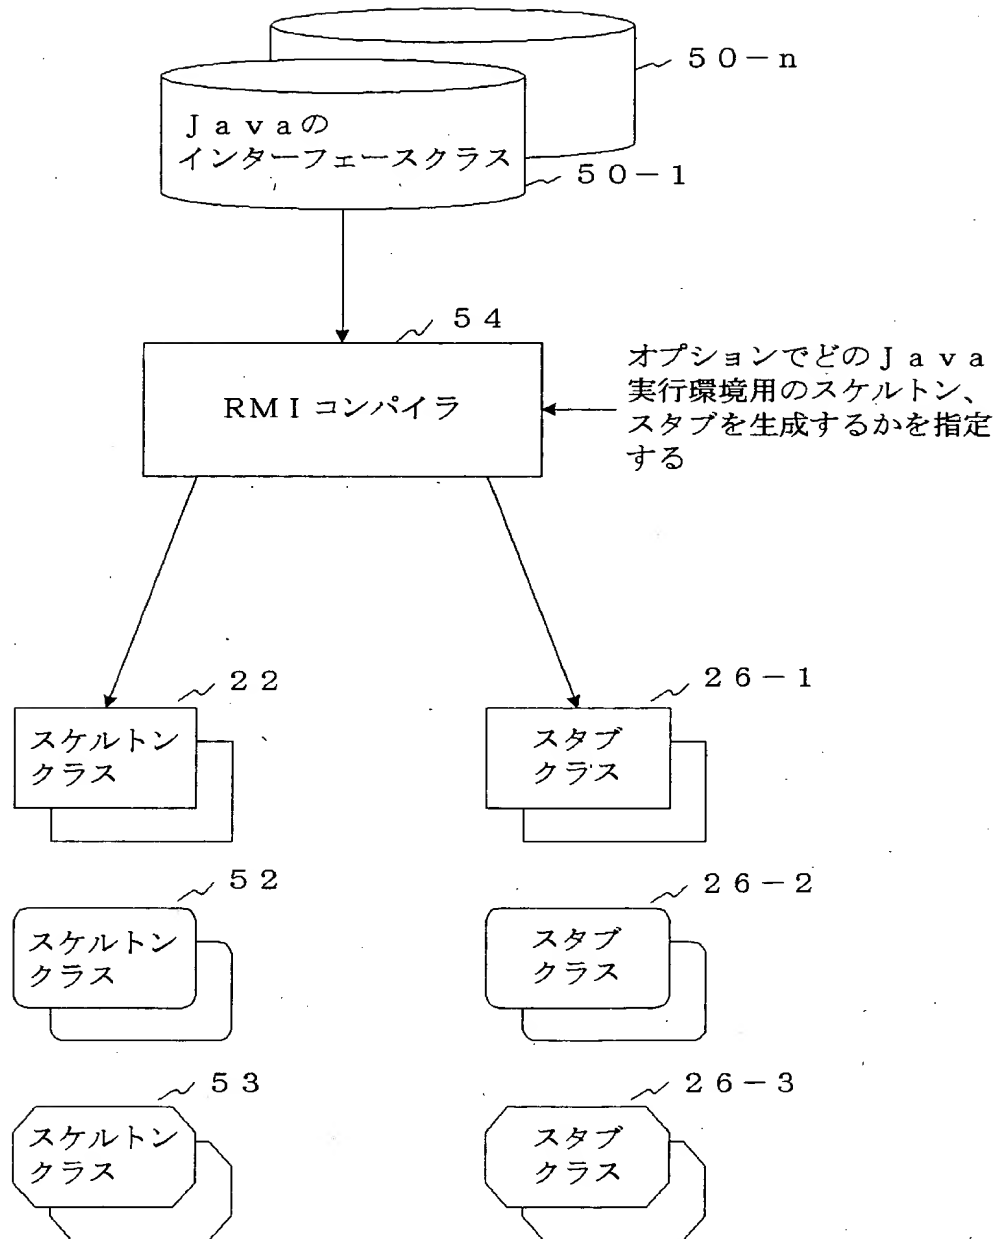 50-n
Javaの
インターフェースクラス
50-1
54
RMIコンパイラ
オプションでどのJava
実行環境用のスケルトン、
スタブを生成するかを指定
する
22
スケルトン
クラス
26-1
スタブ
クラス
52
スケルトン
クラス
26-2
スタブ
クラス
53
スケルトン
クラス
26-3
スタブ
クラス